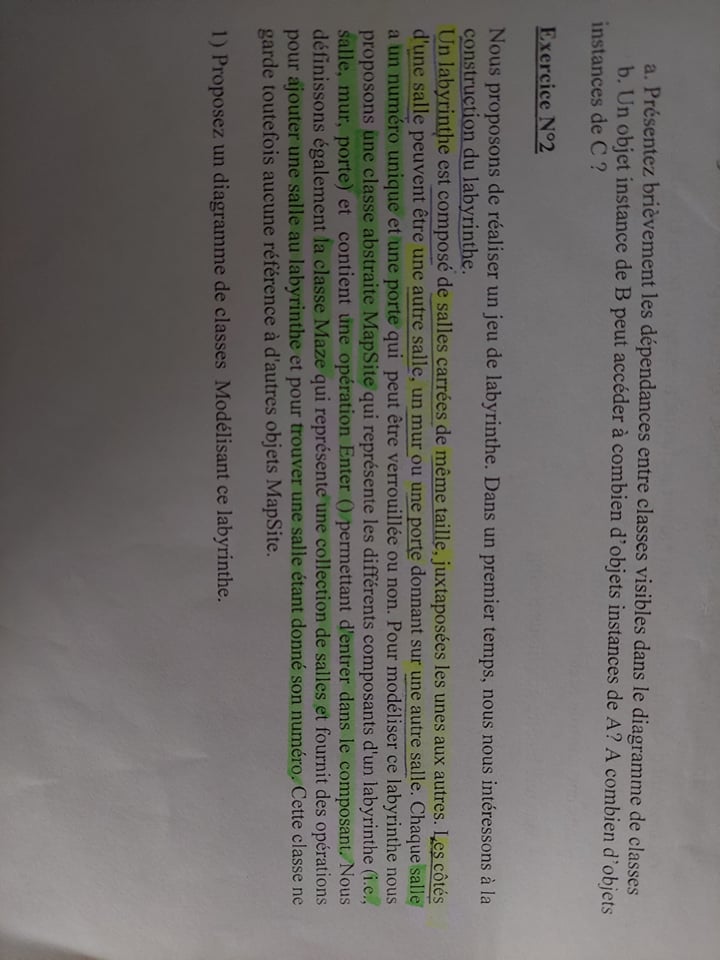 a. Présentez brièvement les dépendances entre classes visibles dans le diagramme de classes
b. Un objet instance de B peut accéder à combien d'objets instances de A? A combien d'objets
instances de C ?
Exercice N°2
Nous proposons de réaliser un jeu de labyrinthe. Dans un premier temps, nous nous intéressons à la
construction du labyrinthe.
Un labyrinthe est composé de salles carrées de même taille, juxtaposées les unes aux autres. Les côtés
d'une salle peuvent être une autre salle, un mur ou une porte donnant sur une autre salle. Chaque salle
a un numéro unique et une porte qui peut être verrouillée ou non. Pour modéliser ce labyrinthe nous
proposons une classe abstraite MapSite qui représente les différents composants d'un labyrinthe (i.e.,
salle, mur, porte) et contient une opération Enter () permettant d'entrer dans le composant. Nous
définissons également la classe Maze qui représente une collection de salles et fournit des opérations
pour ajouter une salle au labyrinthe et pour trouver une salle étant donné son numéro. Cette classe ne
garde toutefois aucune référence à d'autres objets MapSite.
1) Proposez un diagramme de classes Modélisant ce labyrinthe.